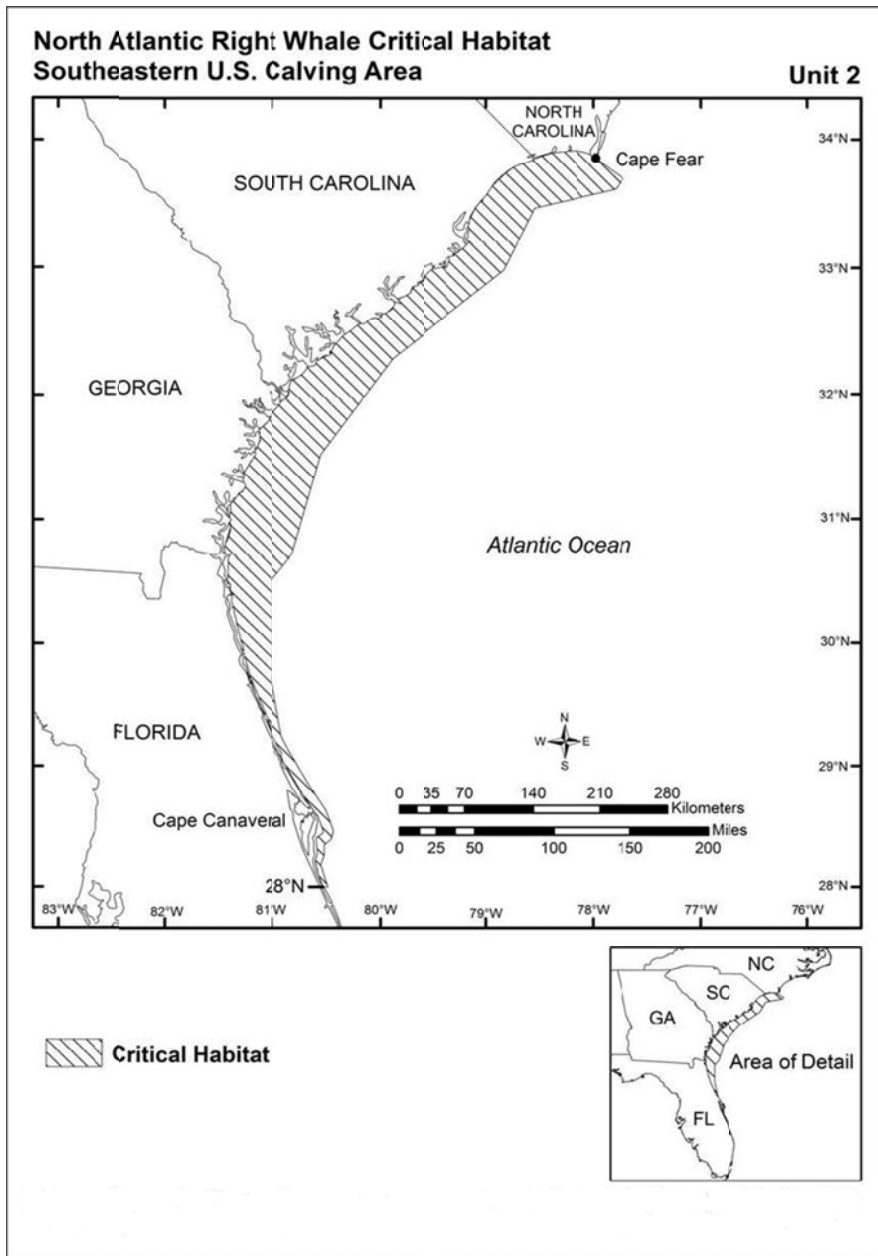 North Atlantic Right Whale Critical Habitat
Southeastern U.S. Calving Area
Unit 2
NORTH
CAROLINA
34°N
Cape Fear
SOUTH CAROLINA
33°N
GEORGIA
32°N
31°N
Atlantic Ocean
30°N
FLORIDA
N
W E
S
29°N
0 35 70 140 210 280
Kilometers
Cape Canaveral
Miles
0 25 50 100 150 200
28°N
28°N
83°W 82°W 81°W 80°W 79°W 78°W 77°W 76°W
NC
SC
GA
Area of Detail
FL
Critical Habitat